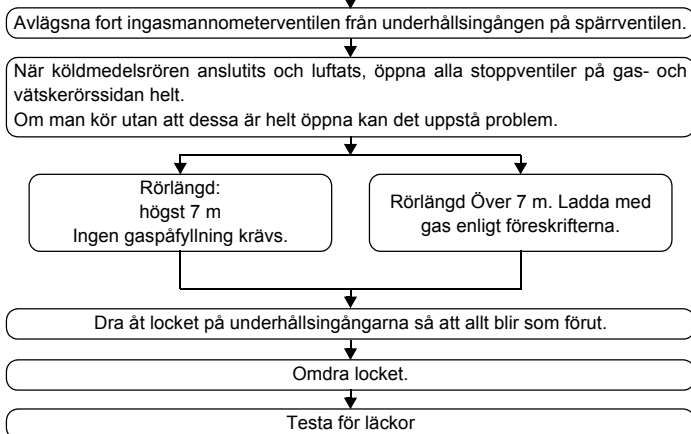 Avlägsna fort ingasmannometerventilen från underhållsingången på spärrventilen.
När köldmedelsrören anslutits och luftats, öppna alla stoppventiler på gas- och
vätskerörssidan helt.
Om man kör utan att dessa är helt öppna kan det uppstå problem.
Rörlängd:
högst 7 m
Ingen gaspåfyllning krävs.
Rörlängd Över 7 m. Ladda med
gas enligt föreskrifterna.
Dra åt locket på underhållsingångarna så att allt blir som förut.
Omdra locket.
Testa för läckor